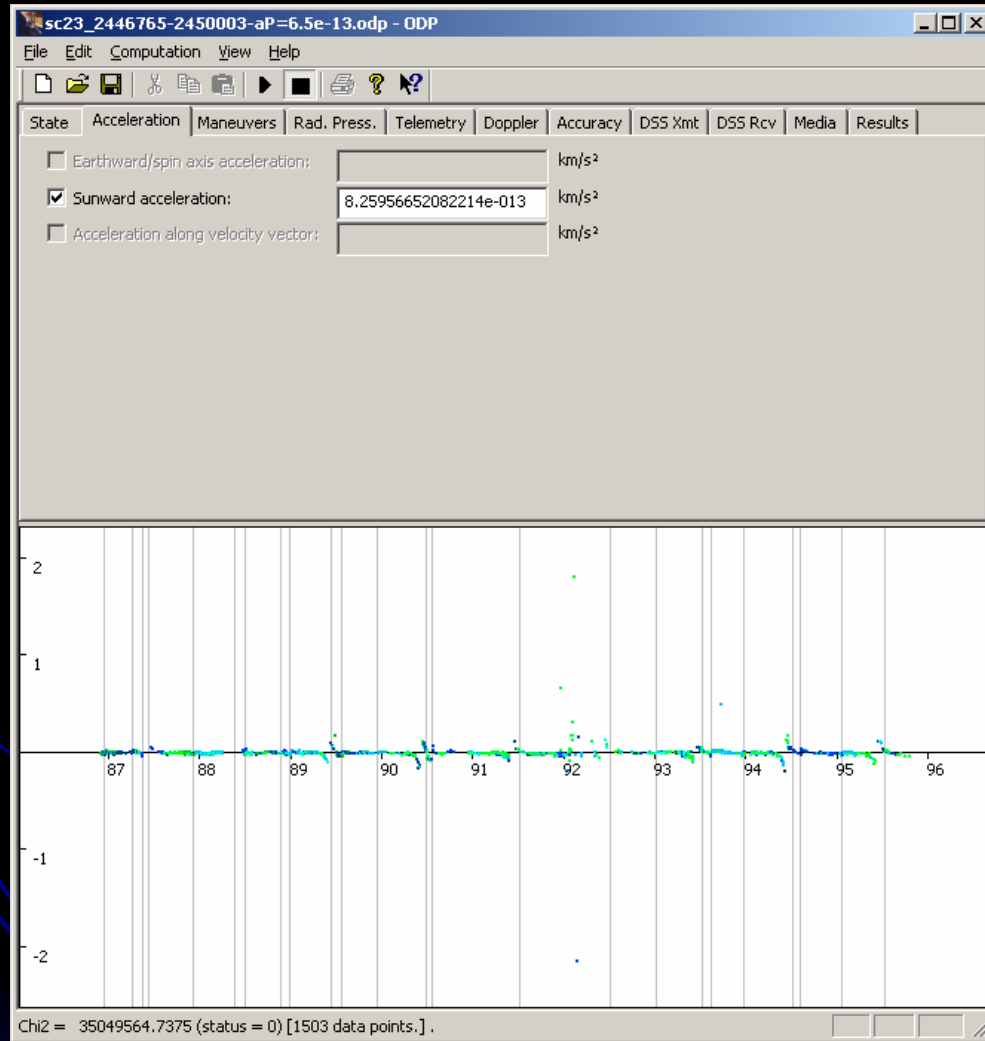 sc23_2446765-2450003-aP=6.5e-13.odp - ODP
File Edit Computation View Help
State Acceleration Maneuvers Rad. Press. Telemetry Doppler Accuracy DSS Xmt DSS Rcv Media Results
Earthward/spin axis acceleration: km/s²
Sunward acceleration: 8.25956652082214e-013 km/s²
Acceleration along velocity vector: km/s²
2
1
87 88 89 90 91 92 93 94 95 96
-1
-2
Chi2 = 35049564.7375 (status = 0) [1503 data points.] .